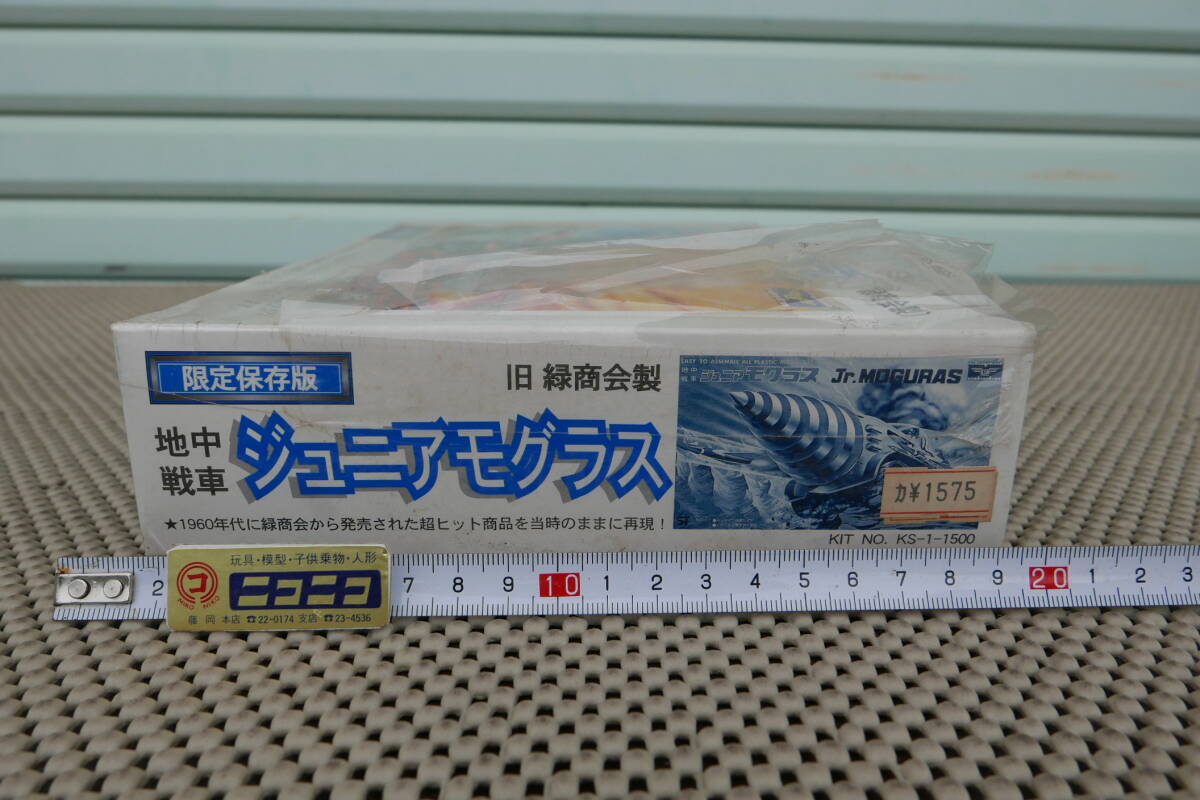 限定保存版
旧 緑商会製
地中戦車 ジュニアモグラス
★1960年代に緑商会から発売された超ヒット商品を当時のままに再現！
EASY TO ASSEMBLE ALL PLASTIC
地中戦車 ジュニアモグラス Jr.MOGURAS
カ¥1575
KIT NO. KS-1-1500
玩具・模型・子供乗物・人形
コ
NIKO NIKO
ニコニコ
藤岡 本店 ☎22-0174 支店 ☎23-4536
2 7 8 9 10 1 2 3 4 5 6 7 8 9 20 1 2 3